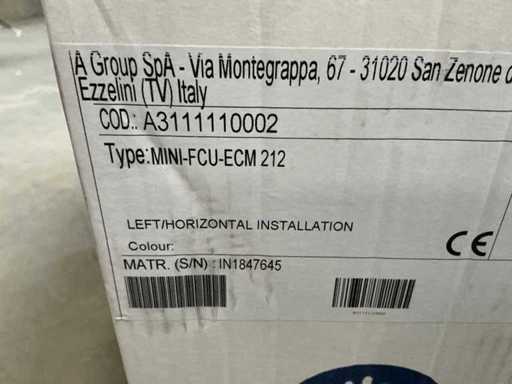 A Group SpA - Via Montegrappa, 67 - 31020 San Zenone
Ezzelini (TV) Italy
COD.: A3111110002
Type: MINI-FCU-ECM 212
LEFT/HORIZONTAL INSTALLATION
Colour:
CE
MATR. (S/N) : IN1847645